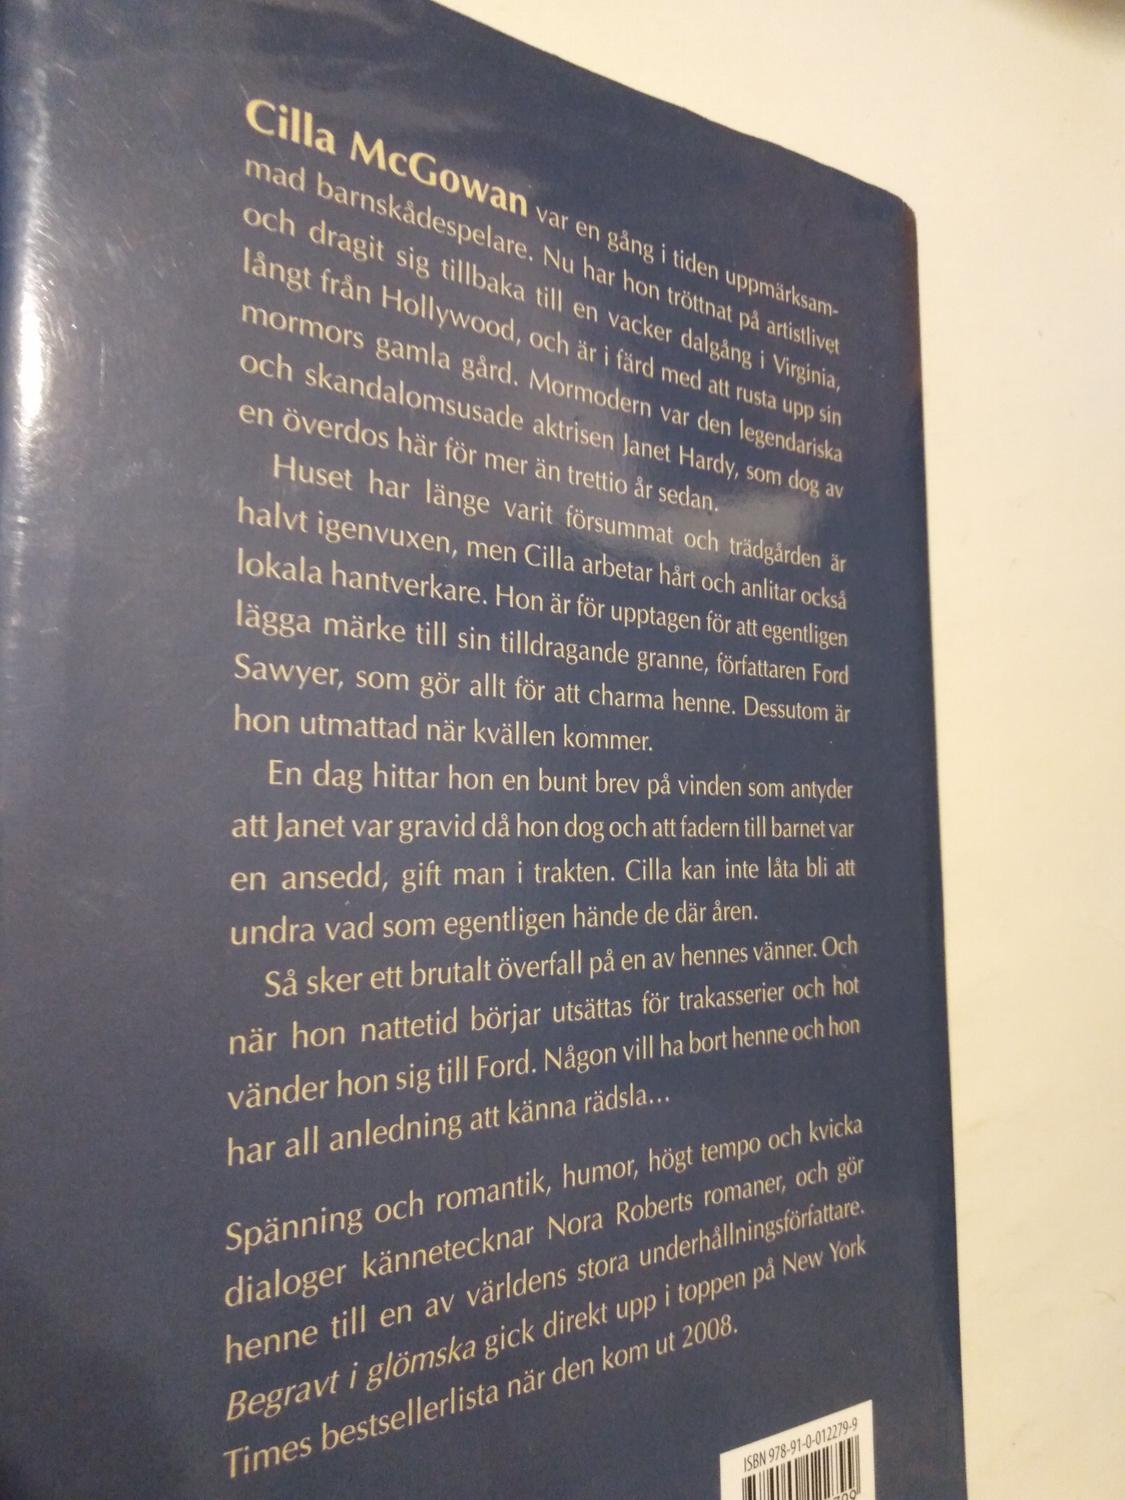 Cilla McGowan var en gång i tiden uppmärksam-
mad barnskådespelare. Nu har hon tröttnat på artistlivet
och dragit sig tillbaka till en vacker dalgång i Virginia,
långt från Hollywood, och är i färd med att rusta upp sin
mormors gamla gård. Mormodern var den legendariska
och skandalomsusade aktrisen Janet Hardy, som dog av
en överdos här för mer än trettio år sedan.
Huset har länge varit försummat och trädgården är
halvt igenvuxen, men Cilla arbetar hårt och anlitar också
lokala hantverkare. Hon är för upptagen för att egentligen
lägga märke till sin tilldragande granne, författaren Ford
Sawyer, som gör allt för att charma henne. Dessutom är
hon utmattad när kvällen kommer.
En dag hittar hon en bunt brev på vinden som antyder
att Janet var gravid då hon dog och att fadern till barnet var
en ansedd, gift man i trakten. Cilla kan inte låta bli att
undra vad som egentligen hände de där åren.
Så sker ett brutalt överfall på en av hennes vänner. Och
när hon nattetid börjar utsättas för trakasserier och hot
vänder hon sig till Ford. Någon vill ha bort henne och hon
har all anledning att känna rädsla...
Spänning och romantik, humor, högt tempo och kvicka
dialoger kännetecknar Nora Roberts romaner, och gör
henne till en av världens stora underhållningsförfattare.
Begravt i glömska gick direkt upp i toppen på New York
Times bestsellerlista när den kom ut 2008.
ISBN 978-91-0-012279-9